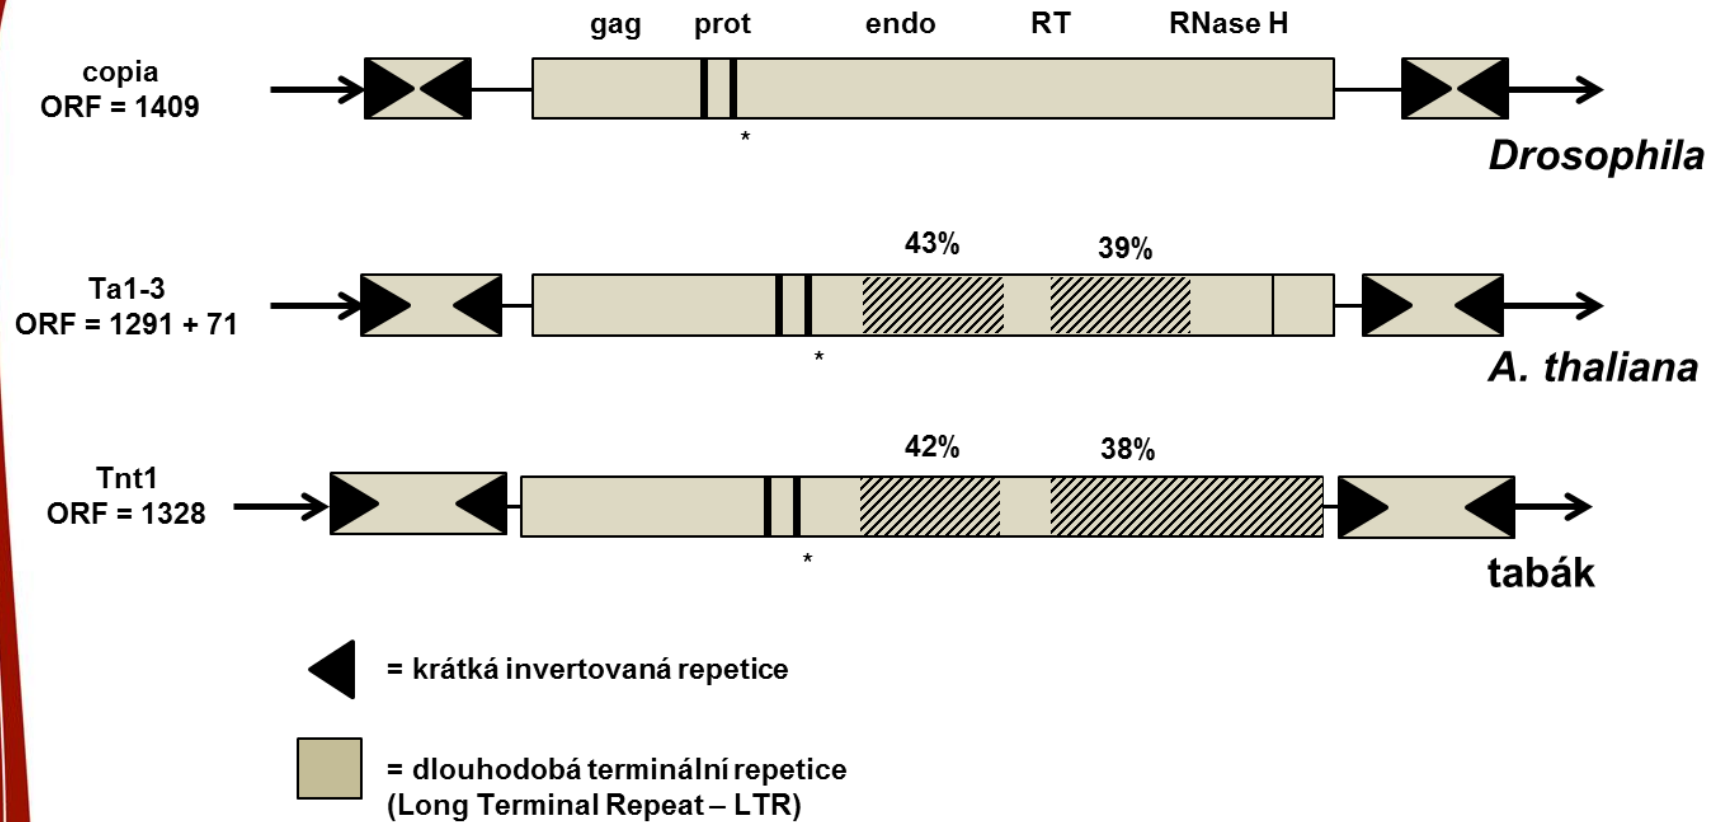 gag prot endo RT RNase H
copia
ORF = 1409
*
Drosophila
43% 39%
Ta1-3
ORF = 1291 + 71
*
A. thaliana
42% 38%
Tnt1
ORF = 1328
*
tabák
= krátká invertovaná repetice
= dlouhodobá terminální repetice
(Long Terminal Repeat – LTR)